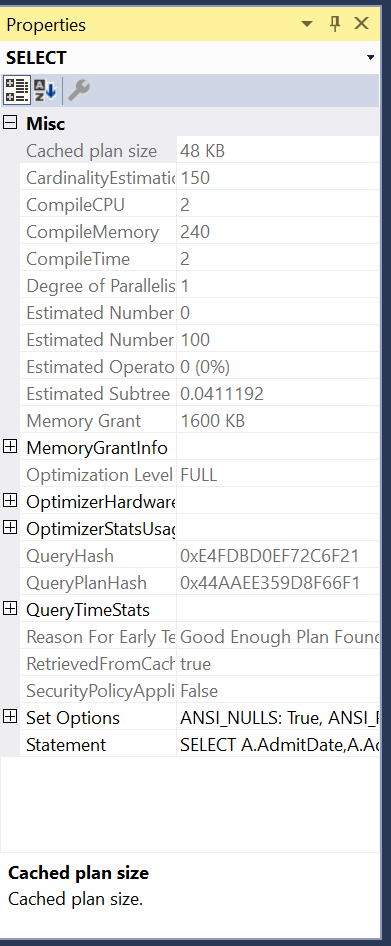 Properties
SELECT
Misc
Cached plan size 48 KB
CardinalityEstimatic 150
CompileCPU 2
CompileMemory 240
CompileTime 2
Degree of Parallelis 1
Estimated Number 0
Estimated Number 100
Estimated Operato 0 (0%)
Estimated Subtree 0.0411192
Memory Grant 1600 KB
MemoryGrantInfo
Optimization Level FULL
OptimizerHardware
OptimizerStatsUsag
QueryHash 0xE4FDBD0EF72C6F21
QueryPlanHash 0x44AAEE359D8F66F1
QueryTimeStats
Reason For Early Te Good Enough Plan Found
RetrievedFromCach true
SecurityPolicyAppli False
Set Options ANSI_NULLS: True, ANSI_P
Statement SELECT A.AdmitDate,A.Ad
Cached plan size
Cached plan size.